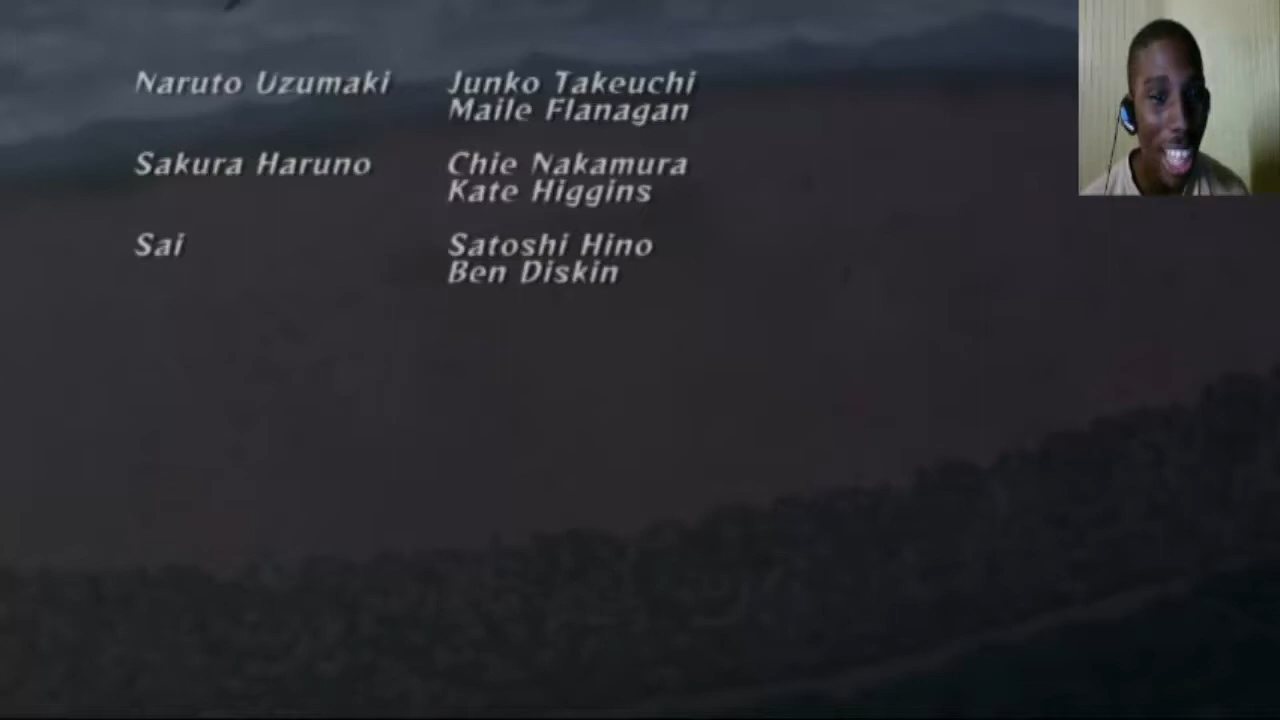 Naruto Uzumaki Junko Takeuchi
Maile Flanagan
Sakura Haruno Chie Nakamura
Kate Higgins
Sai Satoshi Hino
Ben Diskin